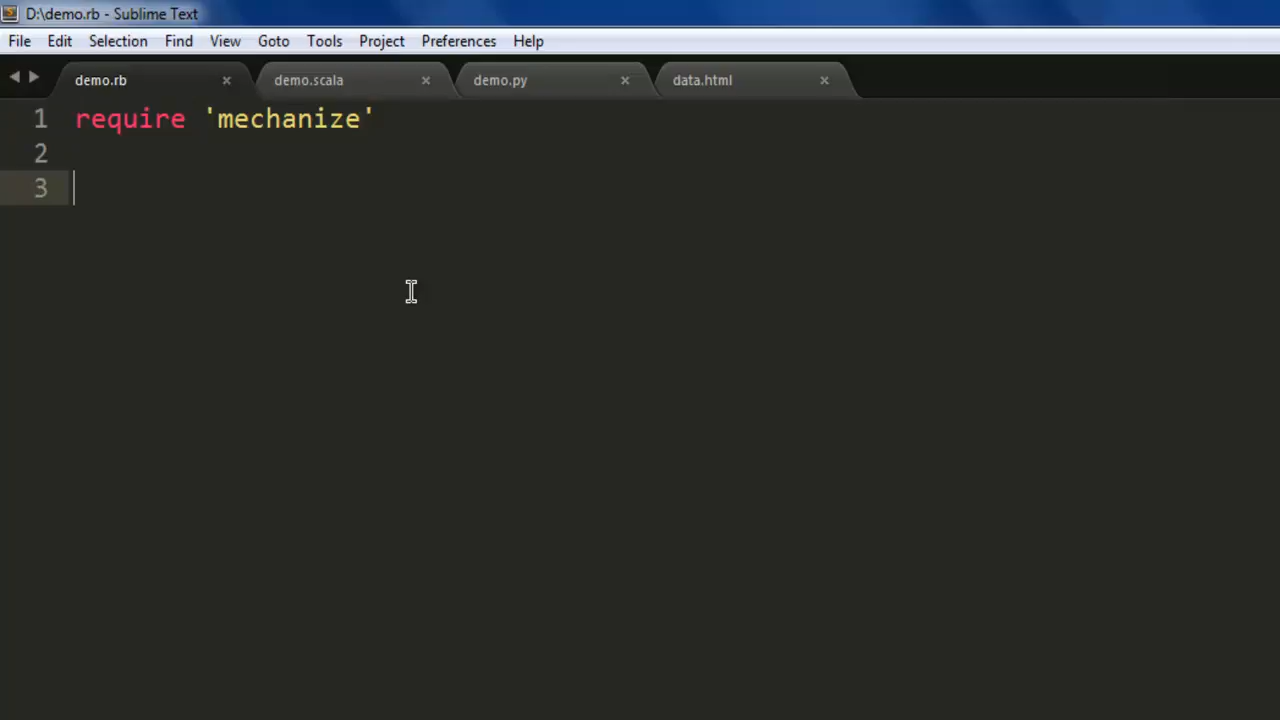 D:\demo.rb - Sublime Text
File Edit Selection Find View Goto Tools Project Preferences Help
demo.rb × demo.scala × demo.py × data.html ×
1 require 'mechanize'
2
3